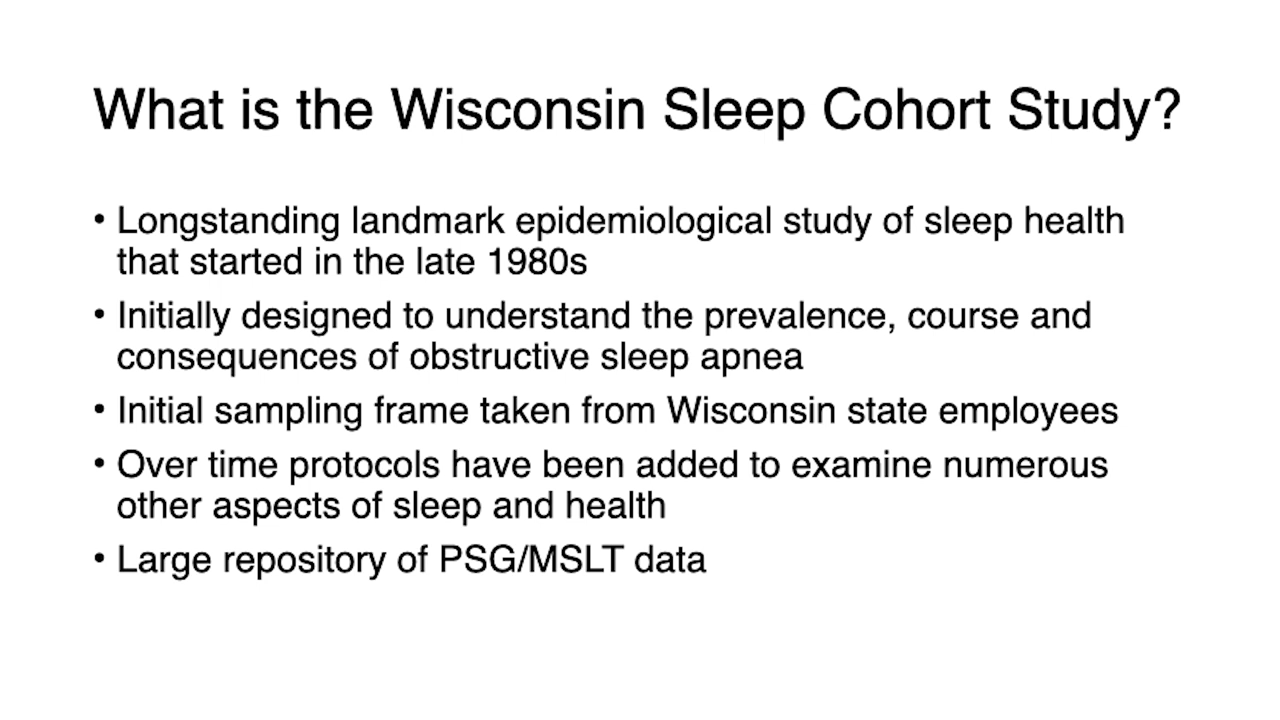 What is the Wisconsin Sleep Cohort Study?
• Longstanding landmark epidemiological study of sleep health
that started in the late 1980s
• Initially designed to understand the prevalence, course and
consequences of obstructive sleep apnea
• Initial sampling frame taken from Wisconsin state employees
• Over time protocols have been added to examine numerous
other aspects of sleep and health
• Large repository of PSG/MSLT data